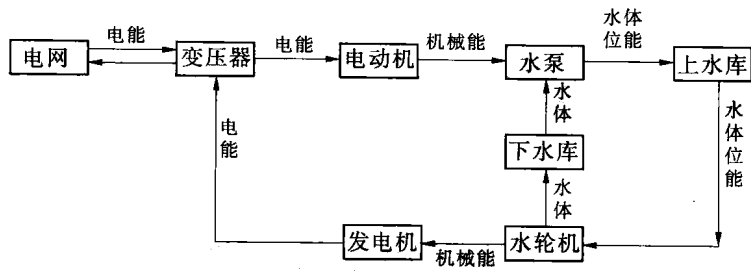 电能
电网
变压器
电能
电动机
机械能
水泵
水体
位能
上水库
水体
电能
下水库
水体位能
水体
发电机
机械能
水轮机